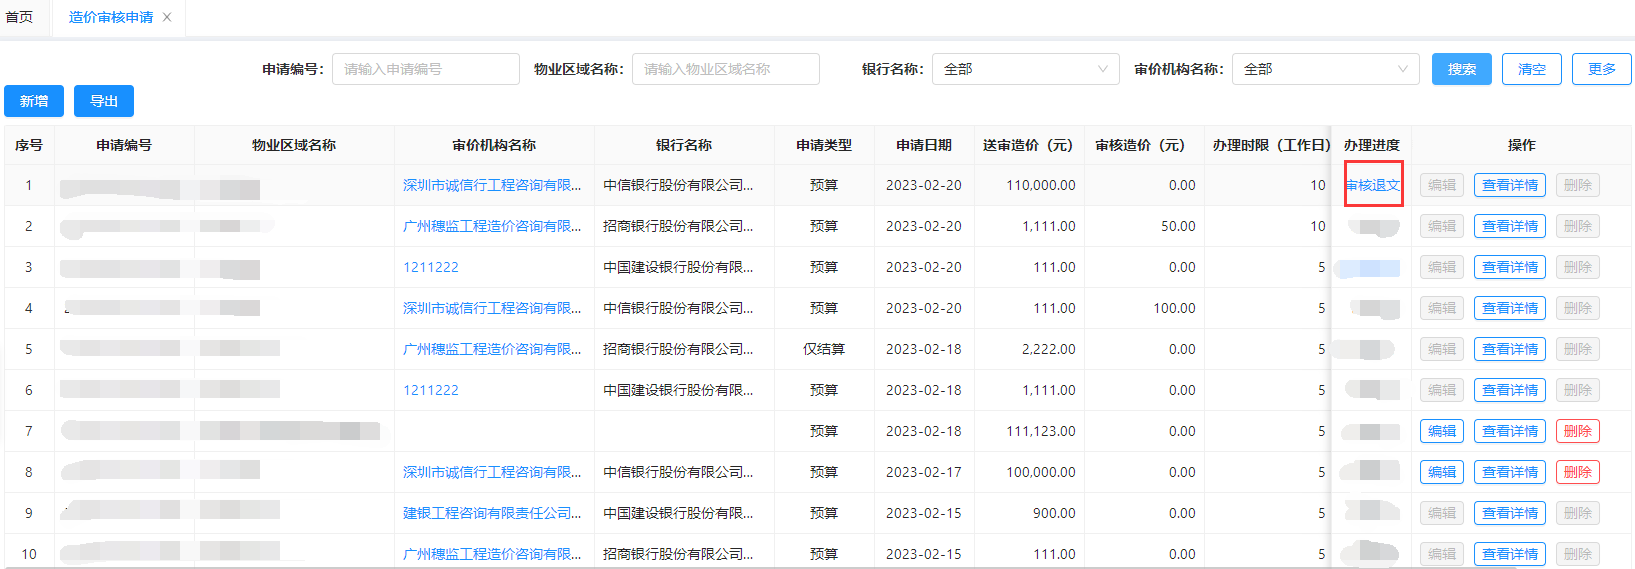 首页 造价审核申请 ×
申请编号: 请输入申请编号 物业区域名称: 请输入物业区域名称 银行名称: 全部 审价机构名称: 全部 搜索 清空 更多
新增 导出
序号 申请编号 物业区域名称 审价机构名称 银行名称 申请类型 申请日期 送审造价（元） 审核造价（元） 办理时限（工作日） 办理进度 操作
1 深圳市诚信行工程咨询有限... 中信银行股份有限公司... 预算 2023-02-20 110,000.00 0.00 10 审核退文 编辑 查看详情 删除
2 广州穗监工程造价咨询有限... 招商银行股份有限公司... 预算 2023-02-20 1,111.00 50.00 10 编辑 查看详情 删除
3 1211222 中国建设银行股份有限... 预算 2023-02-20 111.00 0.00 5 编辑 查看详情 删除
4 深圳市诚信行工程咨询有限... 中信银行股份有限公司... 预算 2023-02-20 111.00 100.00 5 编辑 查看详情 删除
5 广州穗监工程造价咨询有限... 招商银行股份有限公司... 仅结算 2023-02-18 2,222.00 0.00 5 编辑 查看详情 删除
6 1211222 中国建设银行股份有限... 预算 2023-02-18 1,111.00 0.00 5 编辑 查看详情 删除
7 预算 2023-02-18 111,123.00 0.00 5 编辑 查看详情 删除
8 深圳市诚信行工程咨询有限... 中信银行股份有限公司... 预算 2023-02-17 100,000.00 0.00 5 编辑 查看详情 删除
9 建银工程咨询有限责任公司... 中国建设银行股份有限... 预算 2023-02-15 900.00 0.00 5 编辑 查看详情 删除
10 广州穗监工程造价咨询有限... 招商银行股份有限公司... 预算 2023-02-15 111.00 0.00 5 编辑 查看详情 删除